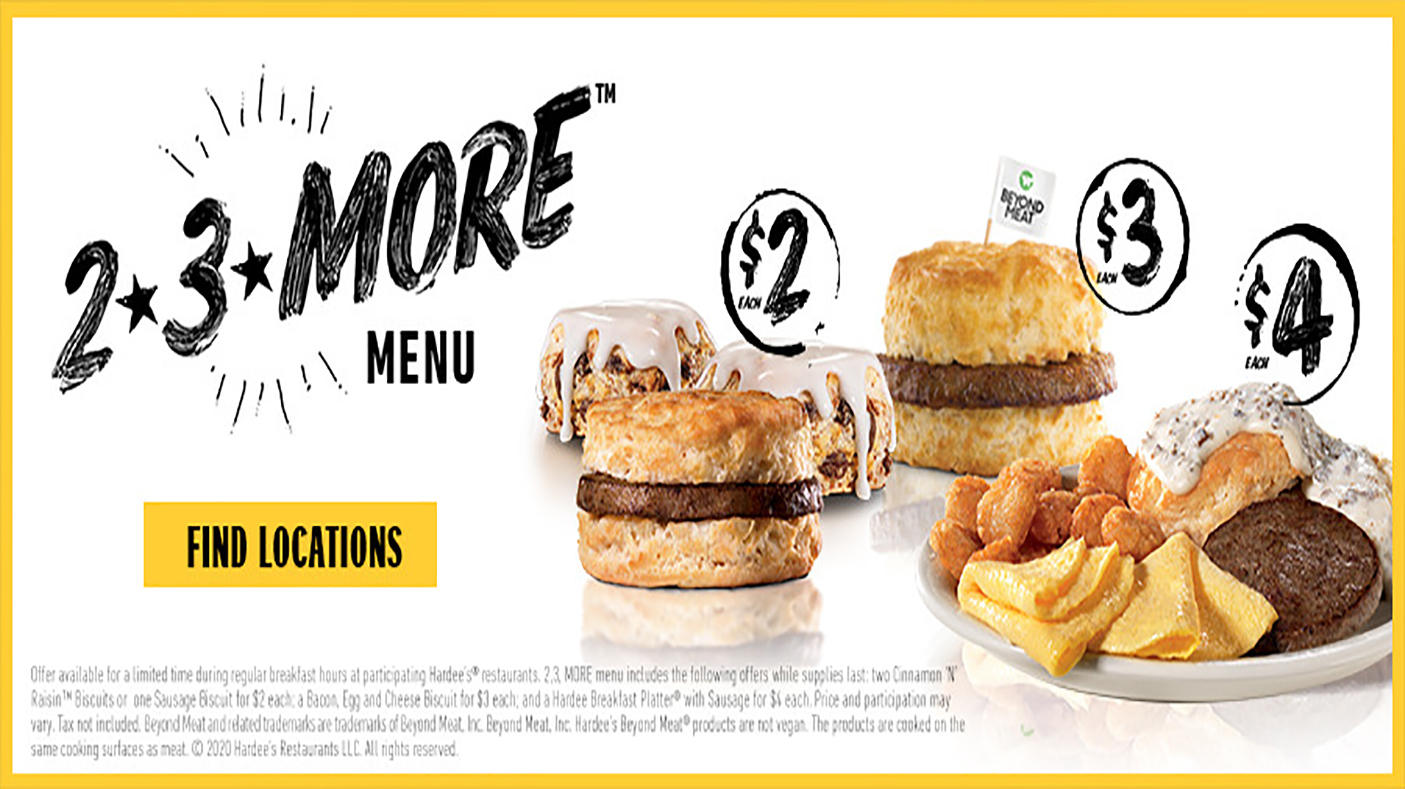 2★3★MORE™
MENU
$2
EACH
BEYOND
MEAT
$3
EACH
$4
EACH
FIND LOCATIONS
Offer available for a limited time during regular breakfast hours at participating Hardee's® restaurants. 2,3, MORE menu includes the following offers while supplies last: two Cinnamon 'N'
Raisin™ Biscuits or one Sausage Biscuit for $2 each; a Bacon, Egg and Cheese Biscuit for $3 each; and a Hardee Breakfast Platter® with Sausage for $4 each. Price and participation may
vary. Tax not included. Beyond Meat and related trademarks are trademarks of Beyond Meat, Inc. Beyond Meat, Inc. Hardee's Beyond Meat® products are not vegan. The products are cooked on the
same cooking surfaces as meat. © 2020 Hardee's Restaurants LLC. All rights reserved.